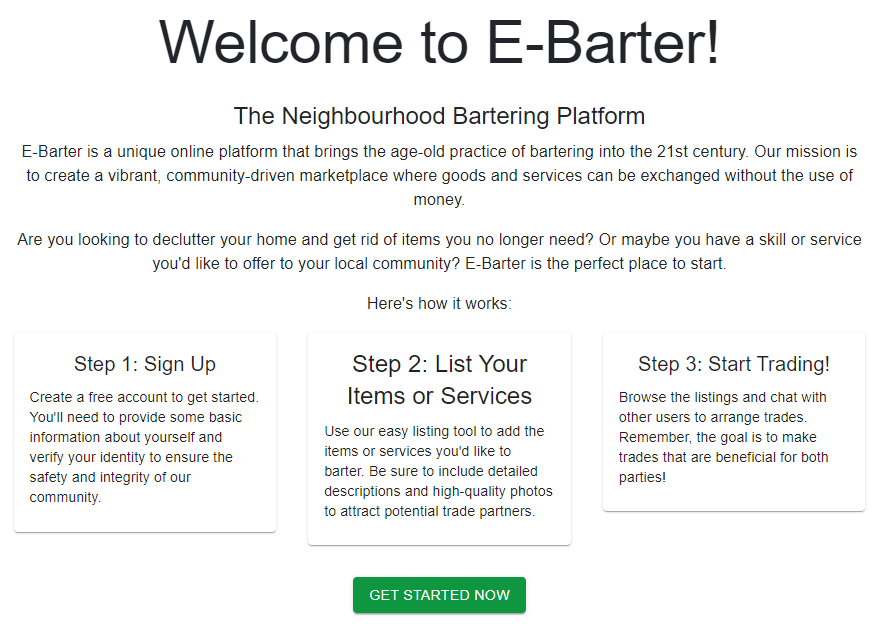 Welcome to E-Barter!
The Neighbourhood Bartering Platform
E-Barter is a unique online platform that brings the age-old practice of bartering into the 21st century. Our mission is
to create a vibrant, community-driven marketplace where goods and services can be exchanged without the use of
money.
Are you looking to declutter your home and get rid of items you no longer need? Or maybe you have a skill or service
you'd like to offer to your local community? E-Barter is the perfect place to start.
Here's how it works:
Step 1: Sign Up
Create a free account to get started.
You'll need to provide some basic
information about yourself and
verify your identity to ensure the
safety and integrity of our
community.
Step 2: List Your
Items or Services
Use our easy listing tool to add the
items or services you'd like to
barter. Be sure to include detailed
descriptions and high-quality photos
to attract potential trade partners.
Step 3: Start Trading!
Browse the listings and chat with
other users to arrange trades.
Remember, the goal is to make
trades that are beneficial for both
parties!
GET STARTED NOW